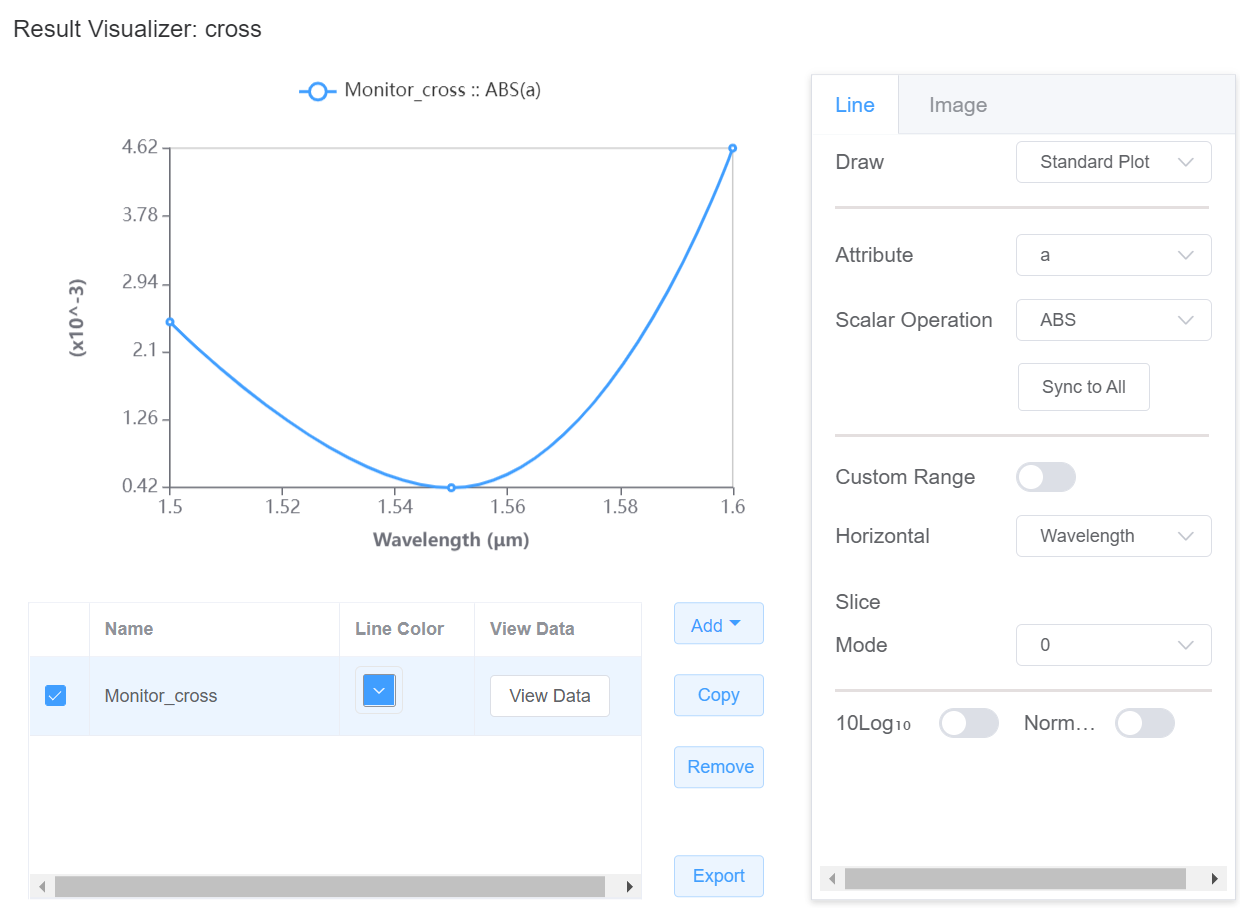 Result Visualizer: cross
Monitor_cross :: ABS(a)
4.62
3.78
2.94
2.1
1.26
0.42
(x10^-3)
1.5 1.52 1.54 1.56 1.58 1.6
Wavelength (μm)
Name Line Color View Data
Monitor_cross View Data
Add
Copy
Remove
Export
Line Image
Draw Standard Plot
Attribute a
Scalar Operation ABS
Sync to All
Custom Range
Horizontal Wavelength
Slice
Mode 0
10Log₁₀ Norm...